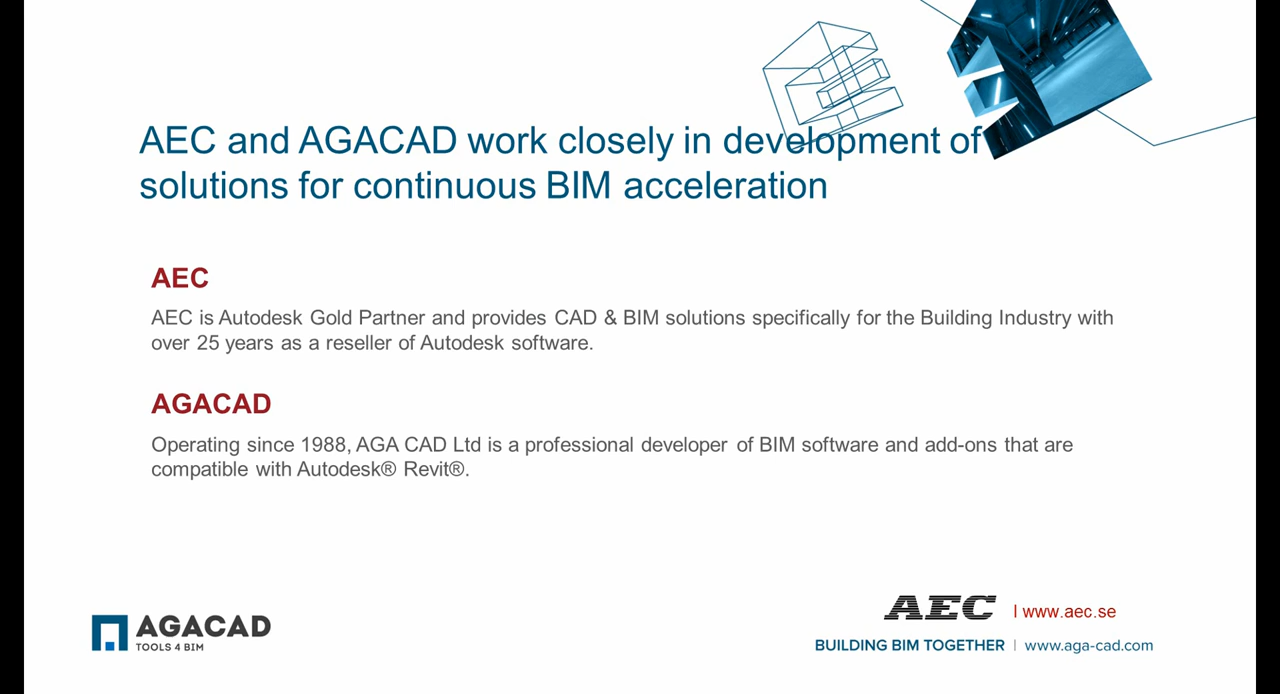 AEC and AGACAD work closely in development of
solutions for continuous BIM acceleration
AEC
AEC is Autodesk Gold Partner and provides CAD & BIM solutions specifically for the Building Industry with
over 25 years as a reseller of Autodesk software.
AGACAD
Operating since 1988, AGA CAD Ltd is a professional developer of BIM software and add-ons that are
compatible with Autodesk® Revit®.
AGACAD
TOOLS 4 BIM
AEC | www.aec.se
BUILDING BIM TOGETHER | www.aga-cad.com